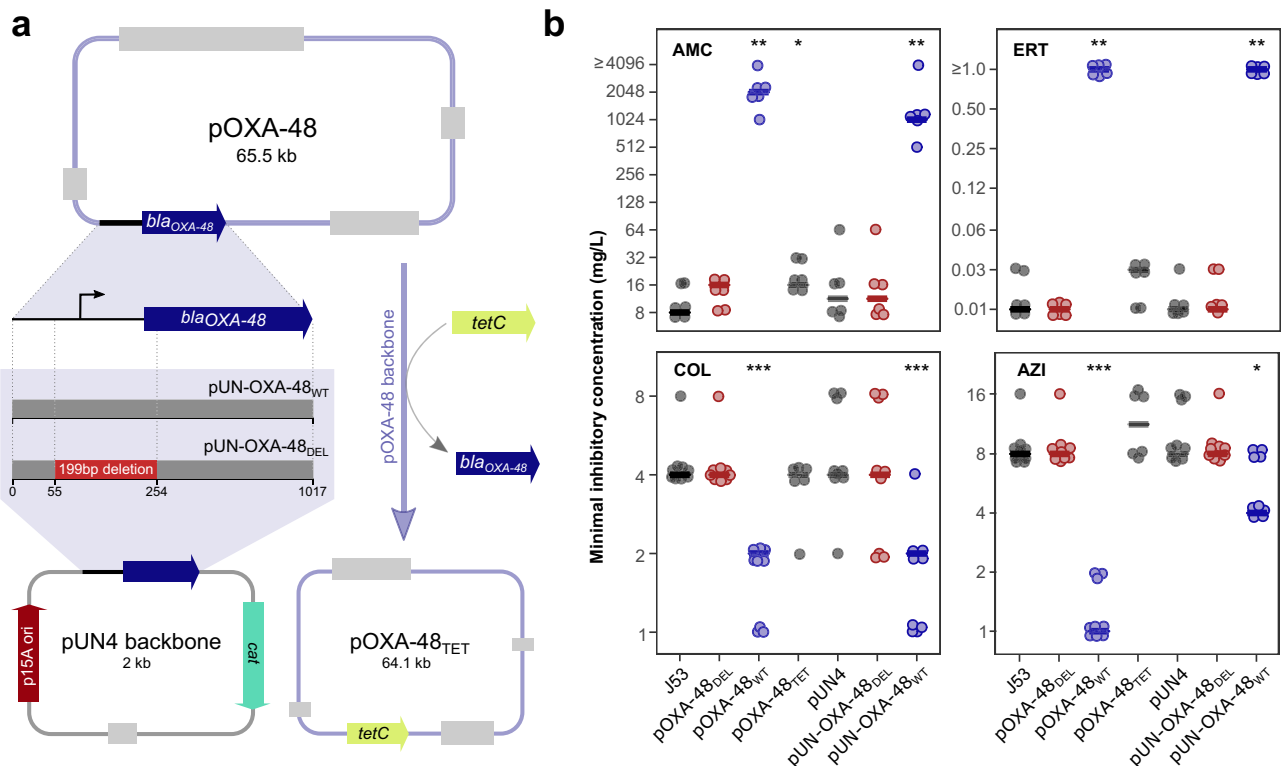 a
pOXA-48
65.5 kb
blaOXA-48
blaOXA-48
pUN-OXA-48WT
pUN-OXA-48DEL
199bp deletion
0 55 254 1017
pOXA-48 backbone
tetC
blaOXA-48
p15A ori
pUN4 backbone
2 kb
cat
pOXA-48TET
64.1 kb
tetC
b
Minimal inhibitory concentration (mg/L)
AMC
** * **
≥4096
2048
1024
512
256
128
64
32
16
8
ERT
** **
≥1.0
0.50
0.25
0.12
0.06
0.03
0.01
COL
*** ***
8
4
2
1
AZI
*** *
16
8
4
2
1
J53
pOXA-48DEL
pOXA-48WT
pOXA-48TET
pUN4
pUN-OXA-48DEL
pUN-OXA-48WT
J53
pOXA-48DEL
pOXA-48WT
pOXA-48TET
pUN4
pUN-OXA-48DEL
pUN-OXA-48WT